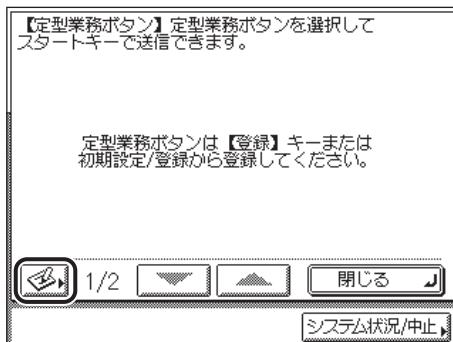 【定型業務ボタン】定型業務ボタンを選択して
スタートキーで送信できます。
定型業務ボタンは【登録】キーまたは
初期設定/登録から登録してください。
1/2
閉じる
システム状況/中止